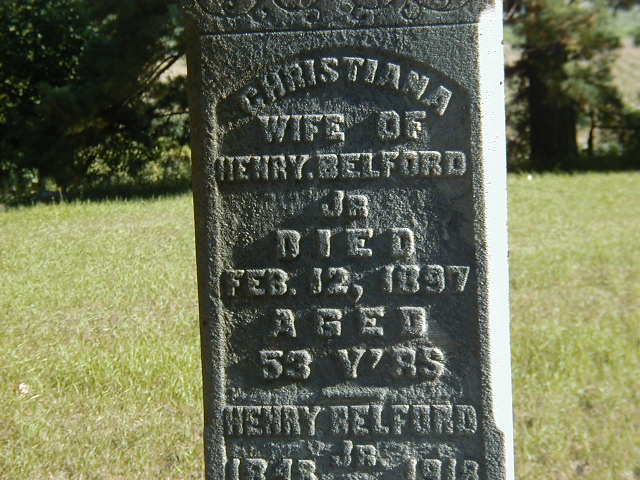 CHRISTIANA
WIFE OF
HENRY. BELFORD
JR
DIED
FEB. 12, 1897
AGED
53 Y'RS
HENRY BELFORD
JR.